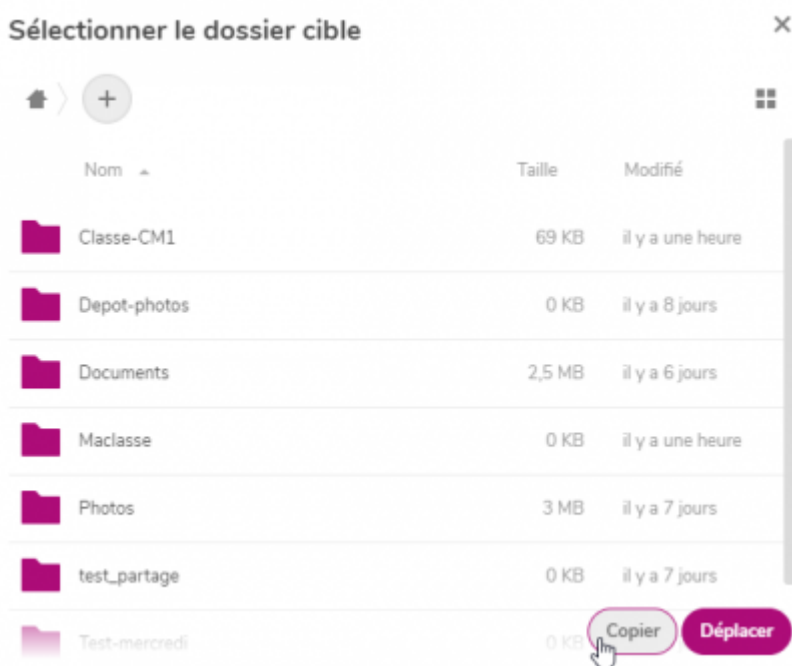 Sélectionner le dossier cible
Nom Taille Modifié
Classe-CM1 69 KB il y a une heure
Depot-photos 0 KB il y a 8 jours
Documents 2,5 MB il y a 6 jours
Maclasse 0 KB il y a une heure
Photos 3 MB il y a 7 jours
test_partage 0 KB il y a 7 jours
Test-mercredi 0 KB
Copier Déplacer